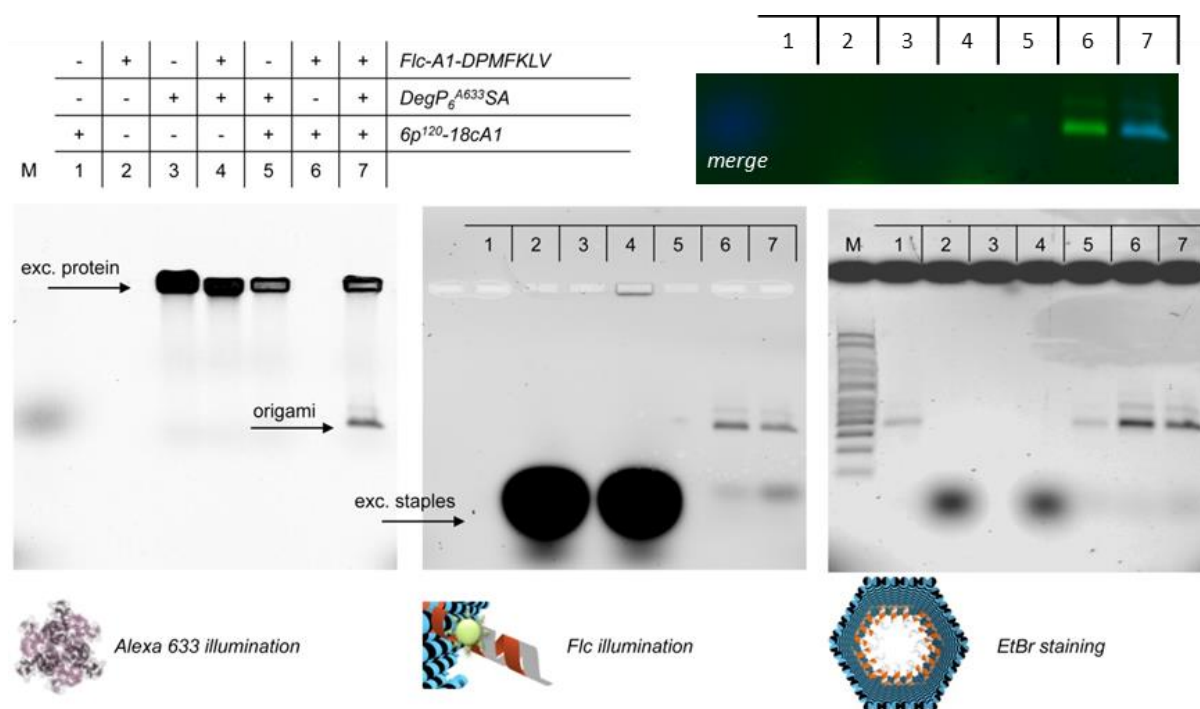 - + - + - + + Flc-A1-DPMFKLV
- - + + + - + DegP₆ᴬ⁶³³SA
+ - - - + + + 6p¹²⁰-18cA1
M 1 2 3 4 5 6 7
1 2 3 4 5 6 7
merge
exc. protein
origami
1 2 3 4 5 6 7
exc. staples
M 1 2 3 4 5 6 7
Alexa 633 illumination
Flc illumination
EtBr staining